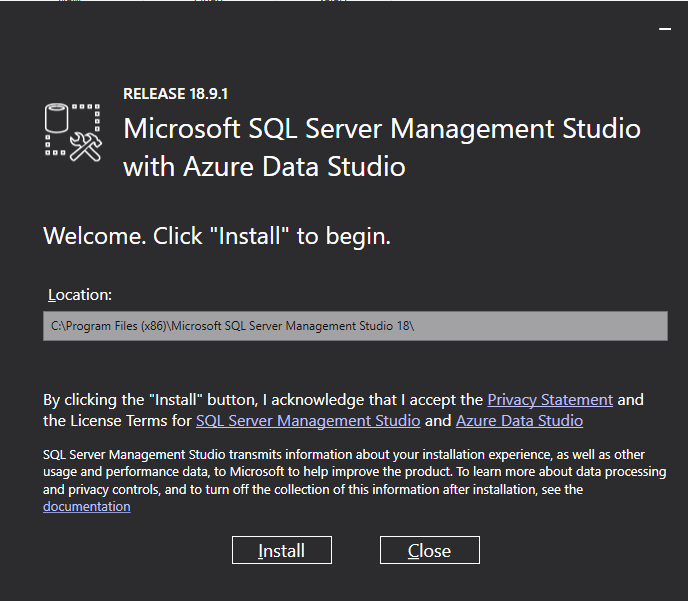 RELEASE 18.9.1
Microsoft SQL Server Management Studio
with Azure Data Studio
Welcome. Click "Install" to begin.
Location:
C:\Program Files (x86)\Microsoft SQL Server Management Studio 18\
By clicking the "Install" button, I acknowledge that I accept the Privacy Statement and
the License Terms for SQL Server Management Studio and Azure Data Studio
SQL Server Management Studio transmits information about your installation experience, as well as other
usage and performance data, to Microsoft to help improve the product. To learn more about data processing
and privacy controls, and to turn off the collection of this information after installation, see the
documentation
Install
Close